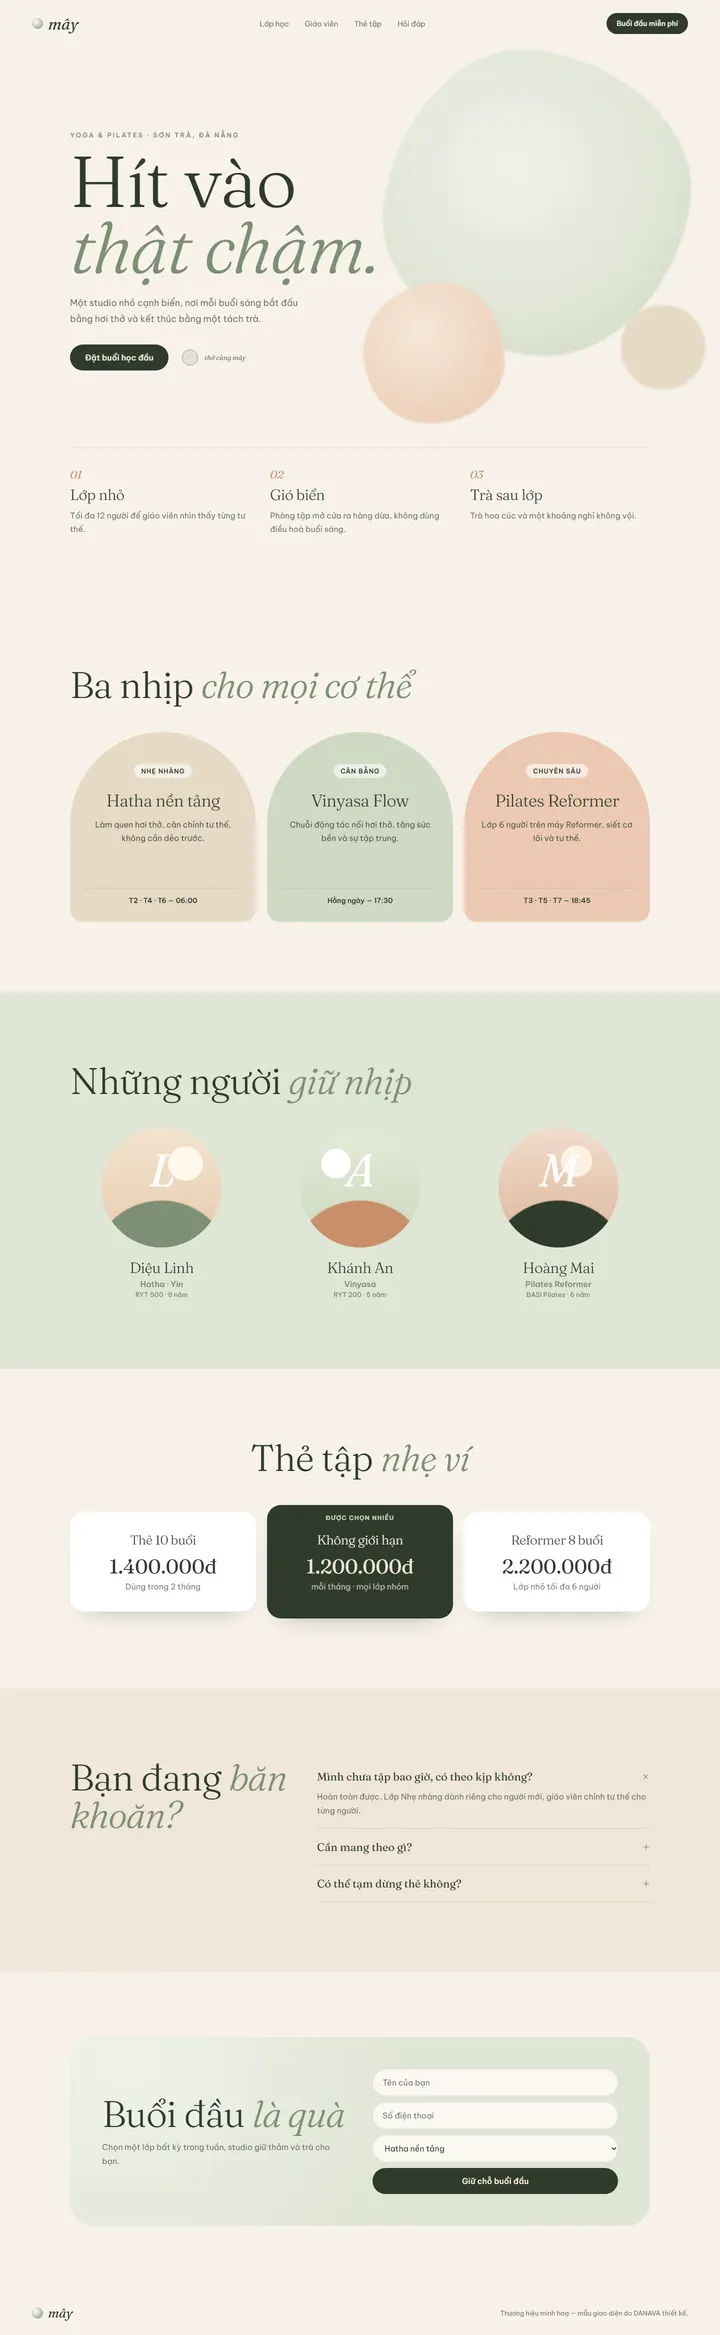 mây
Lớp học
Giáo viên
Thẻ tập
Hỏi đáp
Buổi đầu miễn phí
YOGA & PILATES · SƠN TRÀ, ĐÀ NẴNG
Hít vào
thật chậm.
Một studio nhỏ cạnh biển, nơi mỗi buổi sáng bắt đầu
bằng hơi thở và kết thúc bằng một tách trà.
Đặt buổi học đầu
thở cùng mây
01
Lớp nhỏ
Tối đa 12 người để giáo viên nhìn thấy từng tư
thế.
02
Gió biển
Phòng tập mở cửa ra hàng dừa, không dùng
điều hoà buổi sáng.
03
Trà sau lớp
Trà hoa cúc và một khoảng nghỉ không vội.
Ba nhịp cho mọi cơ thể
NHẸ NHÀNG
Hatha nền tảng
Làm quen hơi thở, căn chỉnh tư thế,
không cần dẻo trước.
T2 · T4 · T6 — 06:00
CÂN BẰNG
Vinyasa Flow
Chuỗi động tác nối hơi thở, tăng sức
bền và sự tập trung.
Hằng ngày — 17:30
CHUYÊN SÂU
Pilates Reformer
Lớp 6 người trên máy Reformer, siết cơ
lõi và tư thế.
T3 · T5 · T7 — 18:45
Những người giữ nhịp
L
Diệu Linh
Hatha · Yin
RYT 500 · 8 năm
A
Khánh An
Vinyasa
RYT 200 · 5 năm
M
Hoàng Mai
Pilates Reformer
BASI Pilates · 6 năm
Thẻ tập nhẹ ví
Thẻ 10 buổi
1.400.000đ
Dùng trong 2 tháng
ĐƯỢC CHỌN NHIỀU
Không giới hạn
1.200.000đ
mỗi tháng · mọi lớp nhóm
Reformer 8 buổi
2.200.000đ
Lớp nhỏ tối đa 6 người
Bạn đang băn
khoăn?
Mình chưa tập bao giờ, có theo kịp không?
×
Hoàn toàn được. Lớp Nhẹ nhàng dành riêng cho người mới, giáo viên chỉnh tư thế cho
từng người.
Cần mang theo gì?
+
Có thể tạm dừng thẻ không?
+
Buổi đầu là quà
Chọn một lớp bất kỳ trong tuần, studio giữ thảm và trà cho
bạn.
Tên của bạn
Số điện thoại
Hatha nền tảng
Giữ chỗ buổi đầu
mây
Thương hiệu minh hoạ — mẫu giao diện do DANAVA thiết kế.